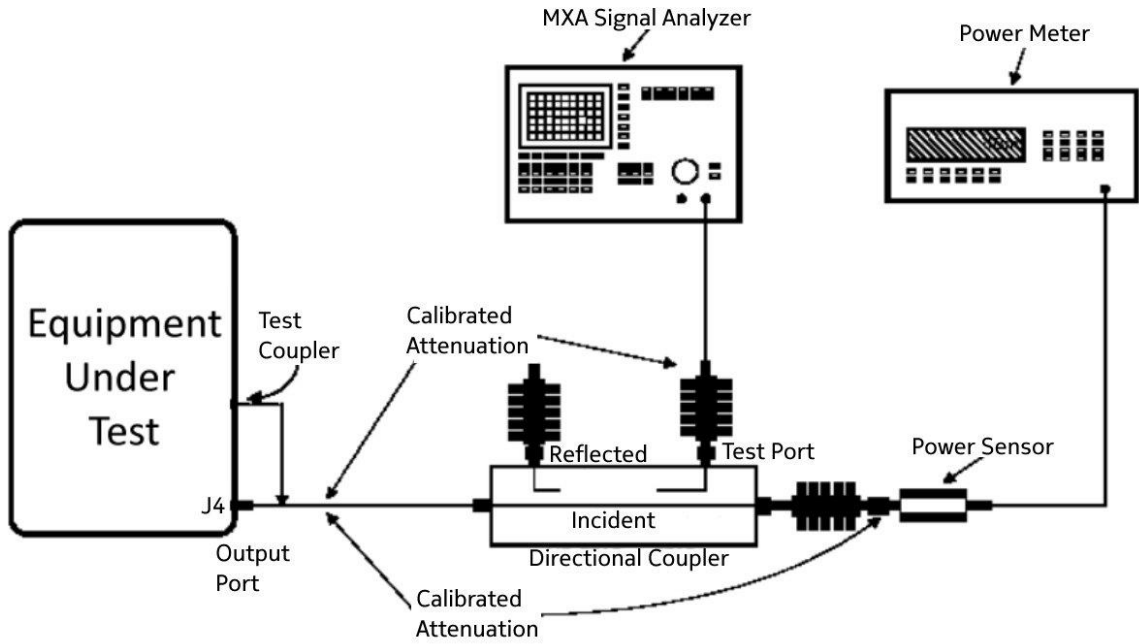 MXA Signal Analyzer
Power Meter
Equipment
Under
Test
Test
Coupler
Calibrated
Attenuation
Reflected
Test Port
Power Sensor
J4
Incident
Output
Port
Directional Coupler
Calibrated
Attenuation